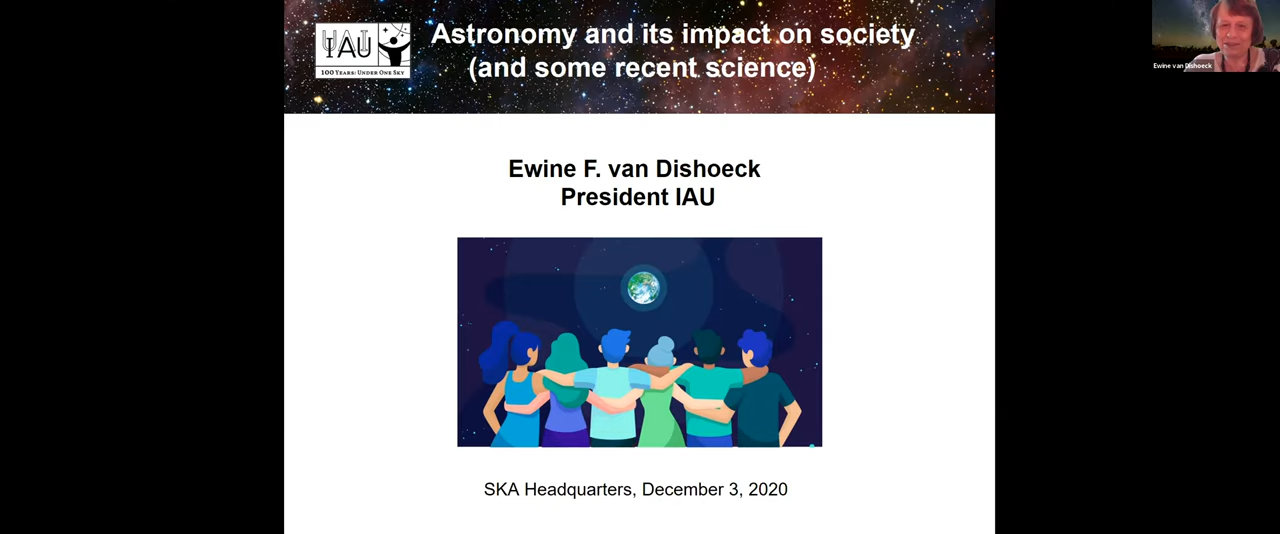 IAU
100 Years: Under One Sky
Astronomy and its impact on society
(and some recent science)
Ewine van Dishoeck
Ewine F. van Dishoeck
President IAU
SKA Headquarters, December 3, 2020